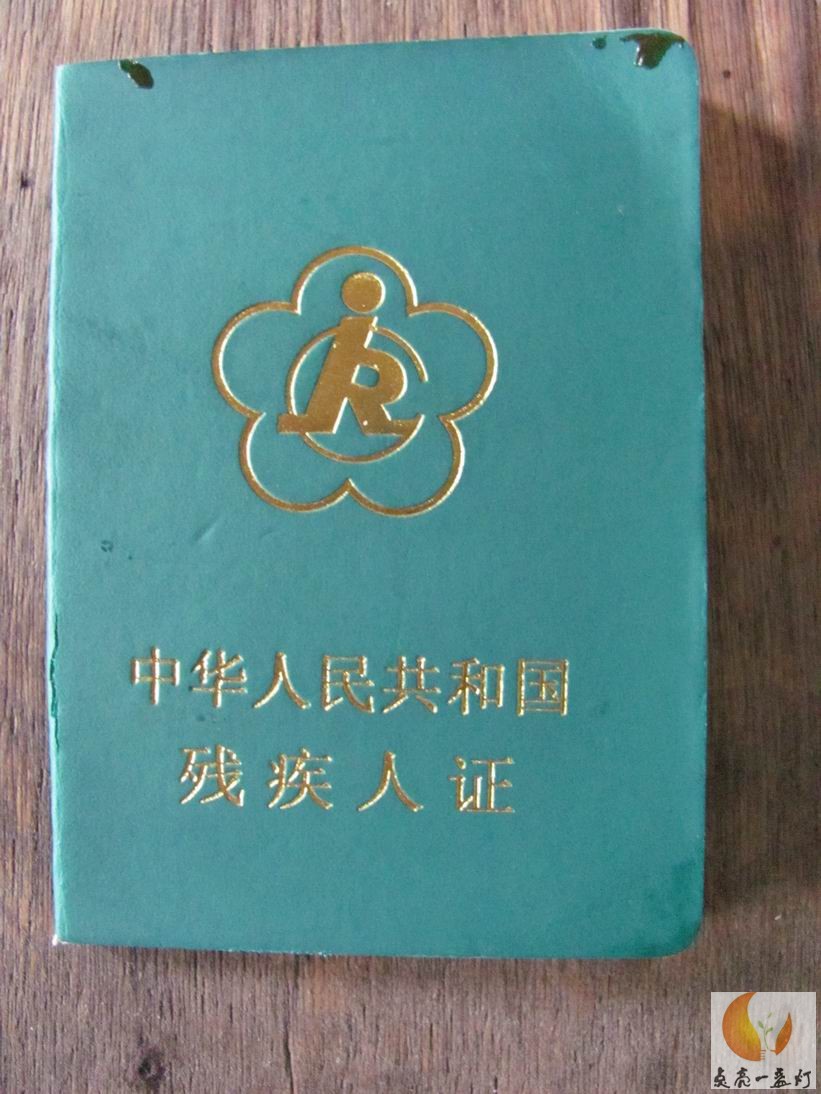 中华人民共和国
残疾人证
点亮一盏灯